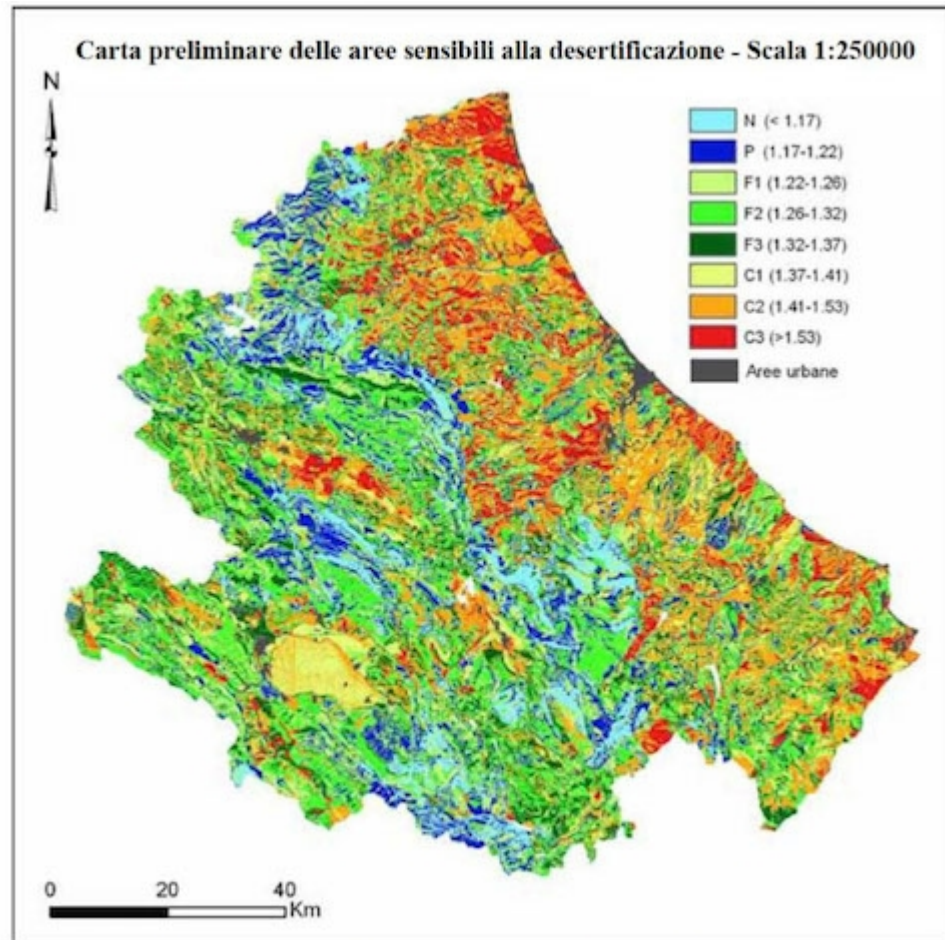 Carta preliminare delle aree sensibili alla desertificazione - Scala 1:250000
N
N (< 1.17)
P (1.17-1.22)
F1 (1.22-1.26)
F2 (1.26-1.32)
F3 (1.32-1.37)
C1 (1.37-1.41)
C2 (1.41-1.53)
C3 (>1.53)
Aree urbane
0 20 40
Km